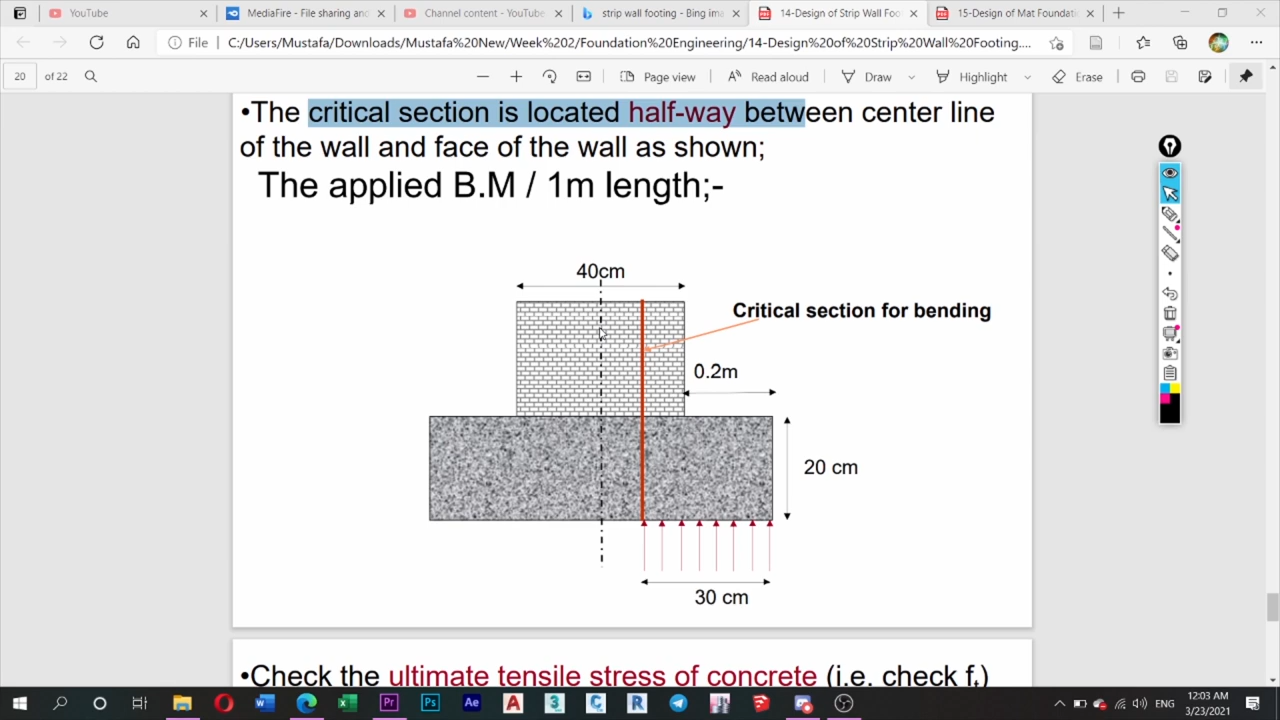 YouTube
MediaFire - File sharing and
Channel content - YouTube
strip wall footing - Bing ima
14-Design of Strip Wall Foo
15-Design of Mat Foundati
File
C:/Users/Mustafa/Downloads/Mustafa%20New/Week%202/Foundation%20Engineering/14-Design%20of%20Strip%20Wall%20Footing....
20 of 22
Page view
Read aloud
Draw
Highlight
Erase
•The critical section is located half-way between center line
of the wall and face of the wall as shown;
The applied B.M / 1m length;-
40cm
Critical section for bending
0.2m
20 cm
30 cm
•Check the ultimate tensile stress of concrete (i.e. check ft)
ENG
12:03 AM
3/23/2021